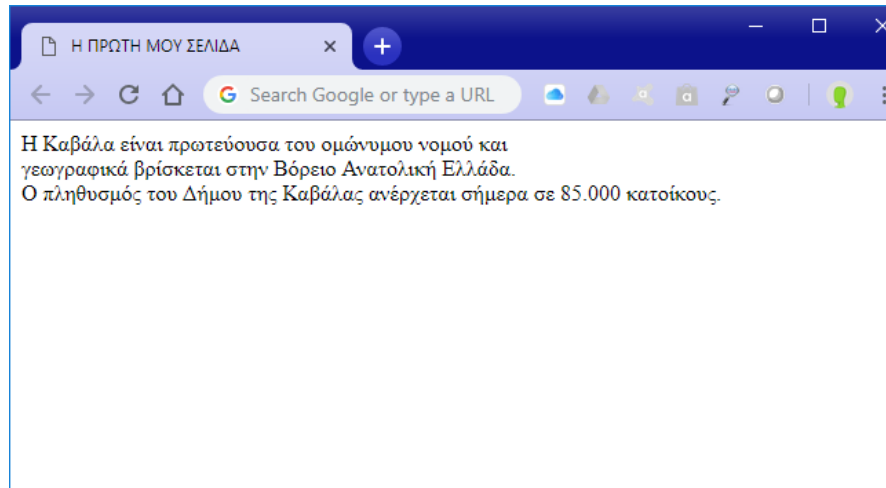 Η ΠΡΩΤΗ ΜΟΥ ΣΕΛΙΔΑ
Search Google or type a URL
Η Καβάλα είναι πρωτεύουσα του ομώνυμου νομού και
γεωγραφικά βρίσκεται στην Βόρειο Ανατολική Ελλάδα.
Ο πληθυσμός του Δήμου της Καβάλας ανέρχεται σήμερα σε 85.000 κατοίκους.